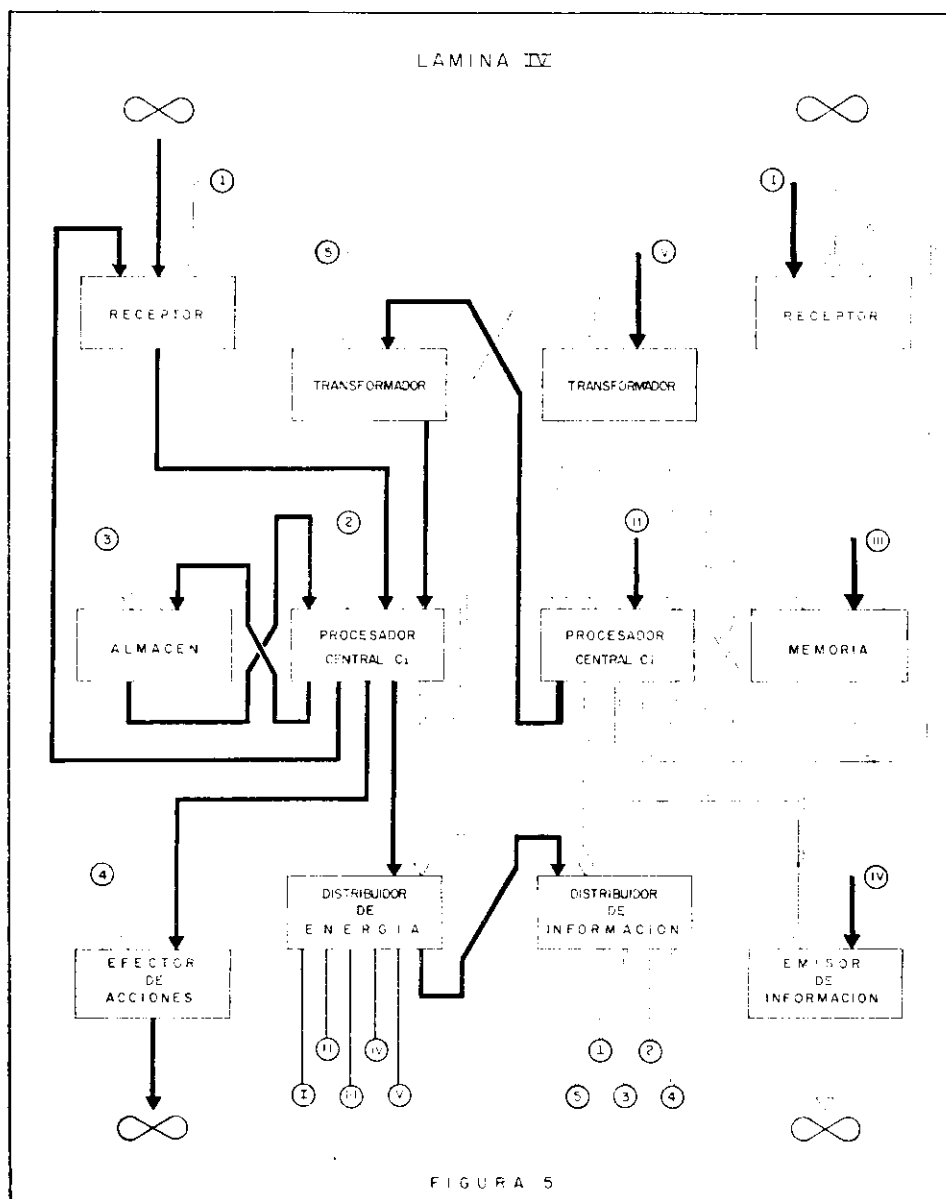 LAMINA IV
1
I
5
V
RECEPTOR
RECEPTOR
TRANSFORMADOR
TRANSFORMADOR
3
2
II
III
ALMACEN
PROCESADOR
CENTRAL Ci
PROCESADOR
CENTRAL Ci
MEMORIA
4
IV
DISTRIBUIDOR
DE
ENERGIA
DISTRIBUIDOR
DE
INFORMACION
EFECTOR
DE
ACCIONES
EMISOR
DE
INFORMACION
II
IV
1
2
I
III
V
5
3
4
FIGURA 5